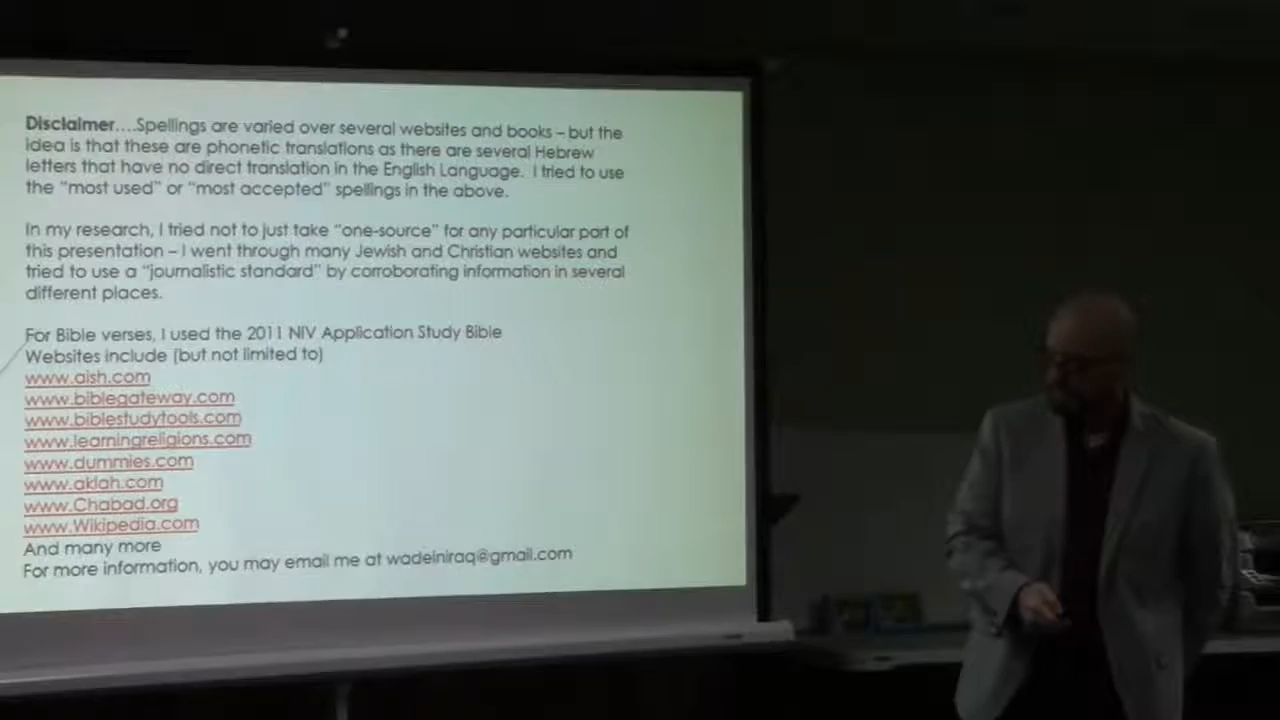 Disclaimer....Spellings are varied over several websites and books – but the
idea is that these are phonetic translations as there are several Hebrew
letters that have no direct translation in the English Language.  I tried to use
the “most used” or “most accepted” spellings in the above.
In my research, I tried not to just take “one-source” for any particular part of
this presentation – I went through many Jewish and Christian websites and
tried to use a “journalistic standard” by corroborating information in several
different places.
For Bible verses, I used the 2011 NIV Application Study Bible
Websites include (but not limited to)
www.aish.com
www.biblegateway.com
www.biblestudytools.com
www.learningreligions.com
www.dummies.com
www.aklah.com
www.Chabad.org
www.Wikipedia.com
And many more
For more information, you may email me at wadeiniraq@gmail.com